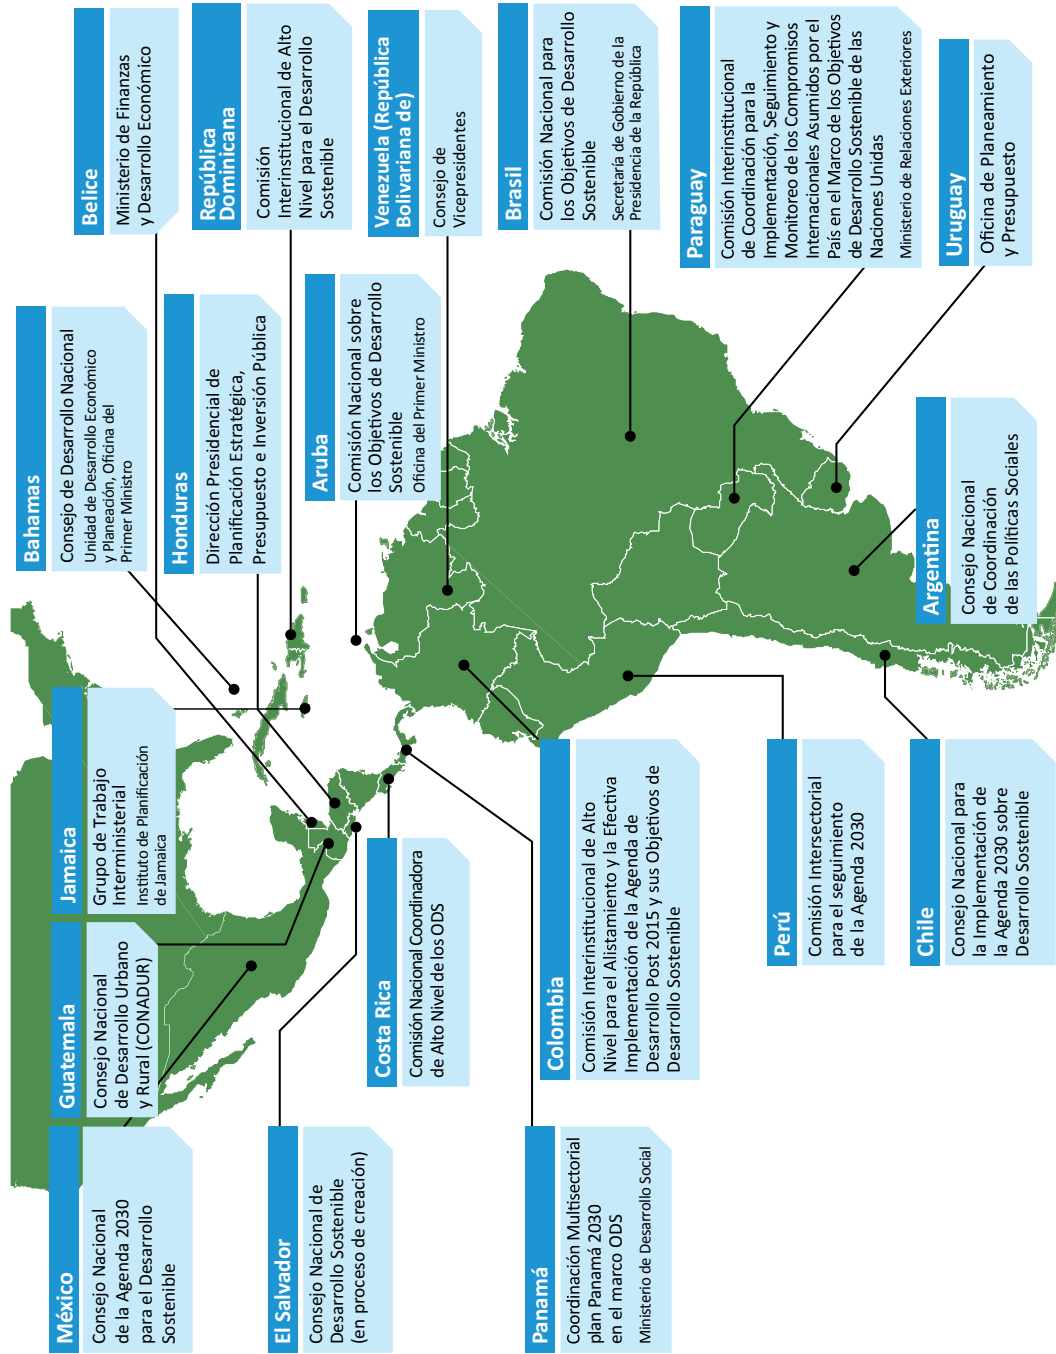 México
Consejo Nacional
de la Agenda 2030
para el Desarrollo
Sostenible
Guatemala
Consejo Nacional
de Desarrollo Urbano
y Rural (CONADUR)
Jamaica
Grupo de Trabajo
Interministerial
Instituto de Planificación
de Jamaica
Bahamas
Consejo de Desarrollo Nacional
Unidad de Desarrollo Económico
y Planeación, Oficina del
Primer Ministro
Belice
Ministerio de Finanzas
y Desarrollo Económico
Honduras
Dirección Presidencial de
Planificación Estratégica,
Presupuesto e Inversión Pública
República
Dominicana
Comisión
Interinstitucional de Alto
Nivel para el Desarrollo
Sostenible
El Salvador
Consejo Nacional de
Desarrollo Sostenible
(en proceso de creación)
Costa Rica
Comisión Nacional Coordinadora
de Alto Nivel de los ODS
Aruba
Comisión Nacional sobre
los Objetivos de Desarrollo
Sostenible
Oficina del Primer Ministro
Venezuela (República
Bolivariana de)
Consejo de
Vicepresidentes
Panamá
Coordinación Multisectorial
plan Panamá 2030
en el marco ODS
Ministerio de Desarrollo Social
Colombia
Comisión Interinstitucional de Alto
Nivel para el Alistamiento y la Efectiva
Implementación de la Agenda de
Desarrollo Post 2015 y sus Objetivos de
Desarrollo Sostenible
Brasil
Comisión Nacional para
los Objetivos de Desarrollo
Sostenible
Secretaría de Gobierno de la
Presidencia de la República
Paraguay
Comisión Interinstitucional
de Coordinación para la
Implementación, Seguimiento y
Monitoreo de los Compromisos
Internacionales Asumidos por el
País en el Marco de los Objetivos
de Desarrollo Sostenible de las
Naciones Unidas
Ministerio de Relaciones Exteriores
Perú
Comisión Intersectorial
para el seguimiento
de la Agenda 2030
Chile
Consejo Nacional para
la Implementación de
la Agenda 2030 sobre
Desarrollo Sostenible
Argentina
Consejo Nacional
de Coordinación
de las Políticas Sociales
Uruguay
Oficina de Planeamiento
y Presupuesto